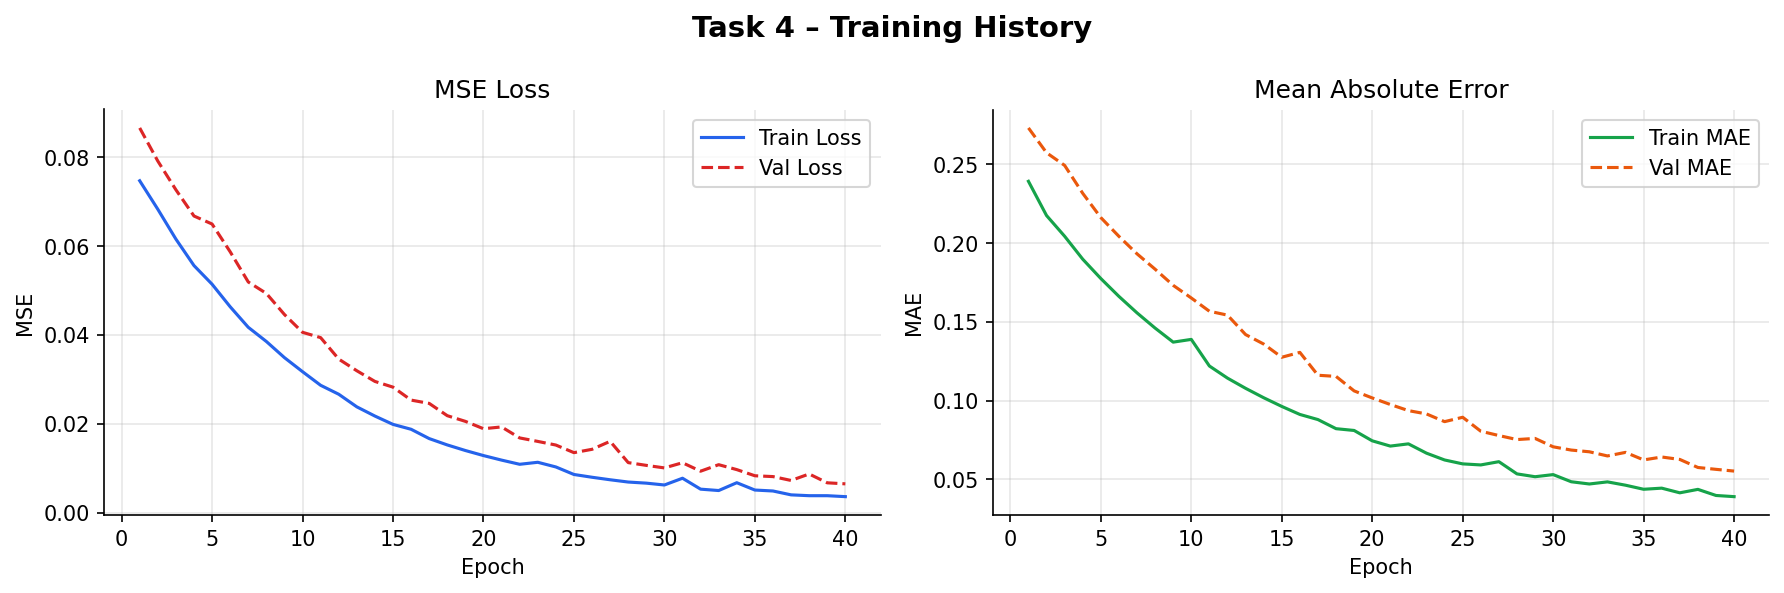 Task 4 – Training History
MSE Loss
Train Loss
Val Loss
0.08
0.06
0.04
0.02
0.00
MSE
0 5 10 15 20 25 30 35 40
Epoch
Mean Absolute Error
Train MAE
Val MAE
0.25
0.20
0.15
0.10
0.05
MAE
0 5 10 15 20 25 30 35 40
Epoch